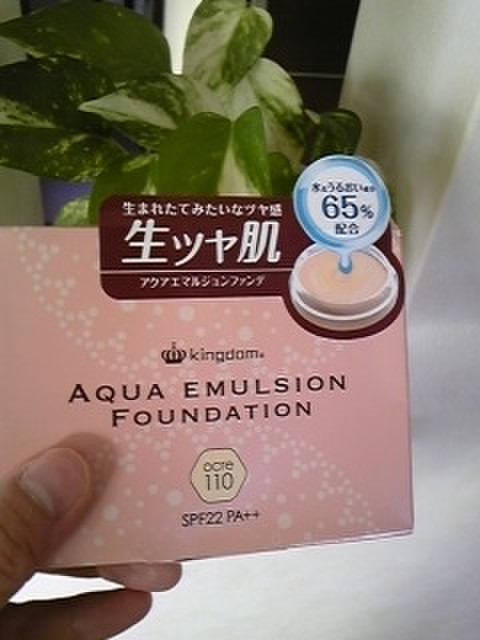 生まれたてみたいなツヤ感
生ツヤ肌
アクアエマルジョンファンデ
水&うるおい成分
65%
配合
kingdom®
AQUA EMULSION
FOUNDATION
ocre
110
SPF22 PA++